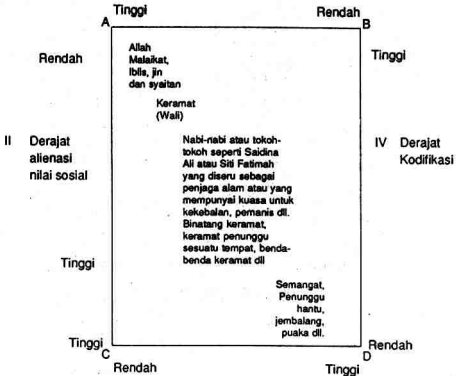 Tinggi Rendah
A B
Rendah Tinggi
Allah
Malaikat,
Iblis, jin
dan syaitan
Keramat
(Wali)
II Derajat
alienasi
nilai sosial
Nabi-nabi atau tokoh-
tokoh seperti Saidina
Ali atau Siti Fatimah
yang diseru sebagai
penjaga alam atau yang
mempunyai kuasa untuk
kekebalan, pemanis dll.
Binatang keramat,
keramat penunggu
sesuatu tempat, benda-
benda keramat dll
IV Derajat
Kodifikasi
Tinggi
Semangat,
Penunggu
hantu,
jembalang,
puaka dll.
Tinggi Rendah
C D
Rendah Tinggi